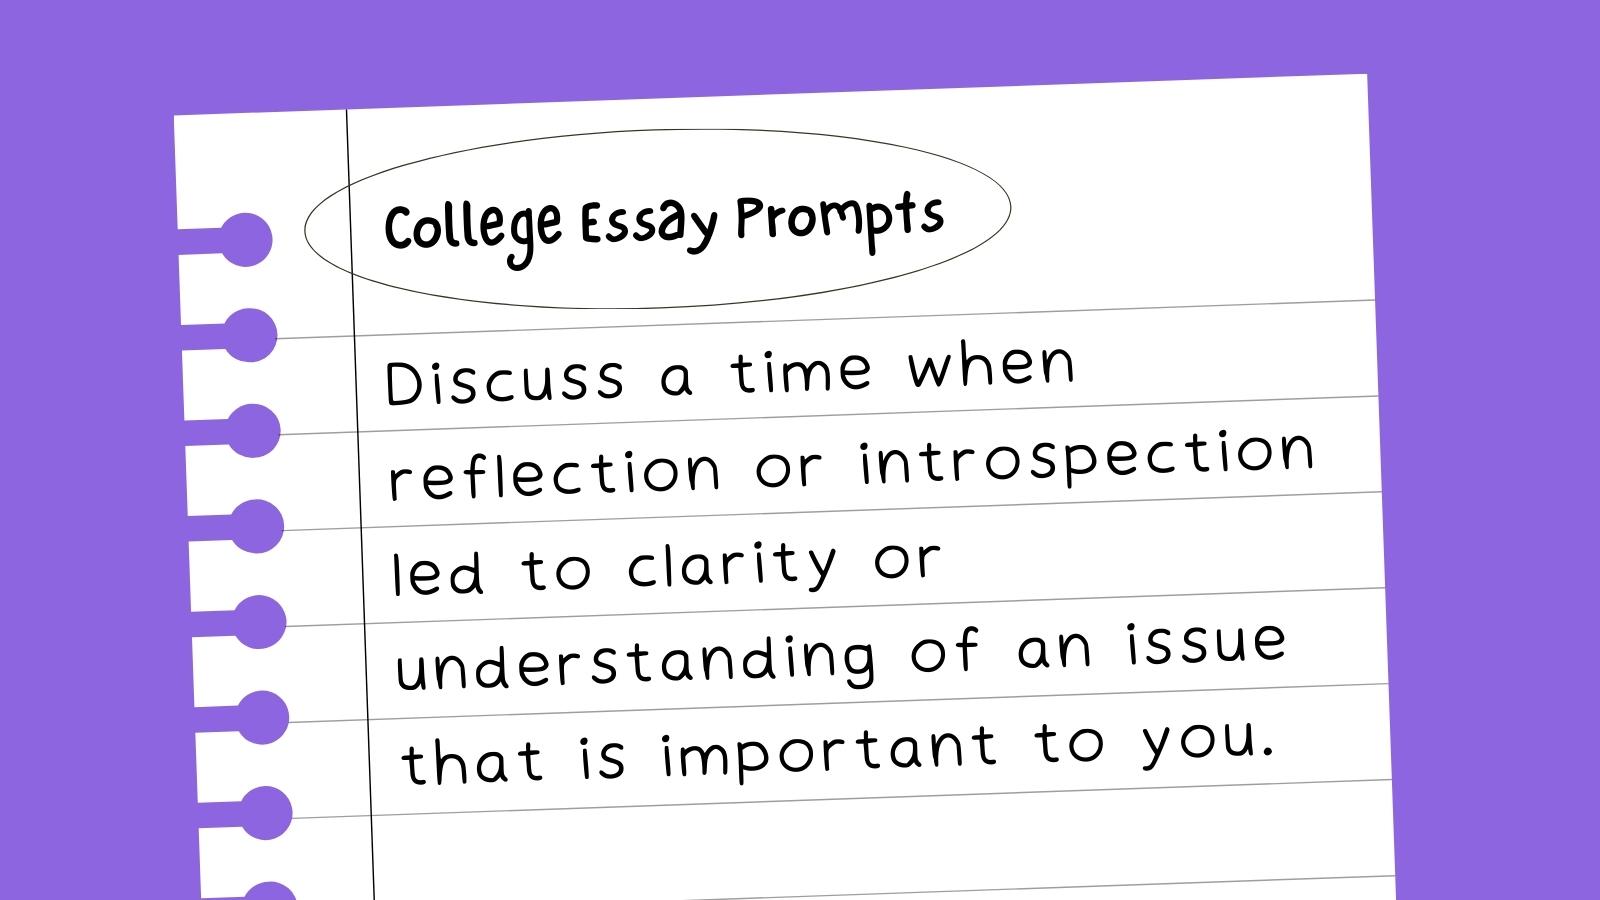 College Essay Prompts
Discuss a time when
reflection or introspection
led to clarity or
understanding of an issue
that is important to you.